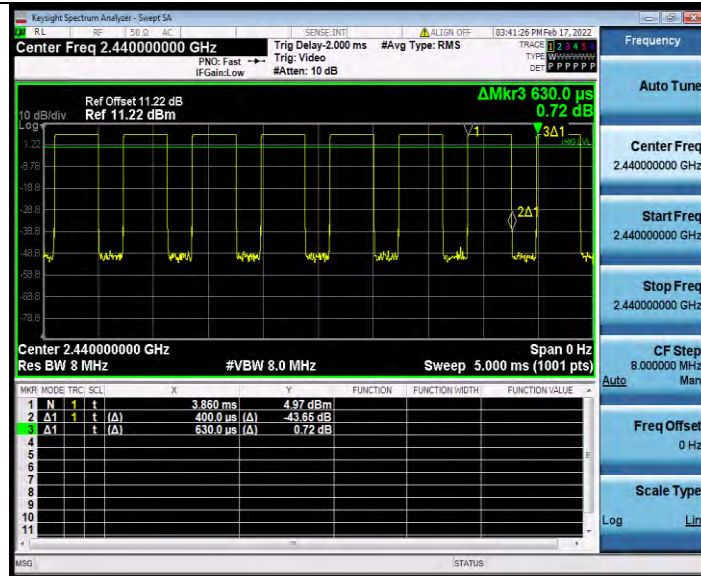 Keysight Spectrum Analyzer - Swept SA
LXI RL RF 50 Ω AC SENSE:INT ALIGN OFF 03:41:26 PM Feb 17, 2022
Center Freq 2.440000000 GHz
PNO: Fast
IFGain:Low
Trig Delay-2.000 ms
Trig: Video
#Atten: 10 dB
#Avg Type: RMS
TRACE 1 2 3 4 5 6
TYPE WWWWWW
DET P P P P P P
Frequency
Auto Tune
Center Freq
2.440000000 GHz
Start Freq
2.440000000 GHz
Stop Freq
2.440000000 GHz
CF Step
8.000000 MHz
Auto Man
Freq Offset
0 Hz
Scale Type
Log Lin
ΔMkr3 630.0 µs
0.72 dB
Ref Offset 11.22 dB
10 dB/div Ref 11.22 dBm
Log
1 3Δ1
TRIG LVL
1.22
-8.78
-18.8
-28.8
2Δ1
-38.8
-48.8
-58.8
-68.8
-78.8
Center 2.440000000 GHz Span 0 Hz
Res BW 8 MHz #VBW 8.0 MHz Sweep 5.000 ms (1001 pts)
MKR MODE TRC SCL X Y FUNCTION FUNCTION WIDTH FUNCTION VALUE
1 N 1 t 3.860 ms 4.97 dBm
2 Δ1 1 t (Δ) 400.0 µs (Δ) -43.65 dB
3 Δ1 t (Δ) 630.0 µs (Δ) 0.72 dB
4
5
6
7
8
9
10
11
MSG STATUS